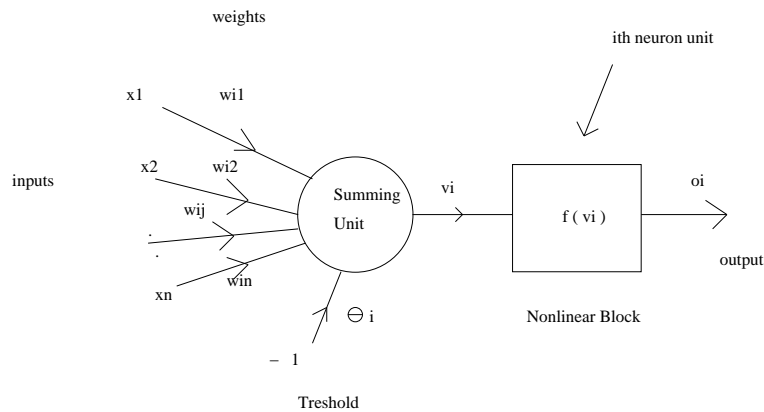 weights
ith neuron unit
x1
wi1
x2
wi2
inputs
wij
:
xn
win
Summing
Unit
vi
f ( vi )
oi
output
Θ i
Nonlinear Block
– 1
Treshold